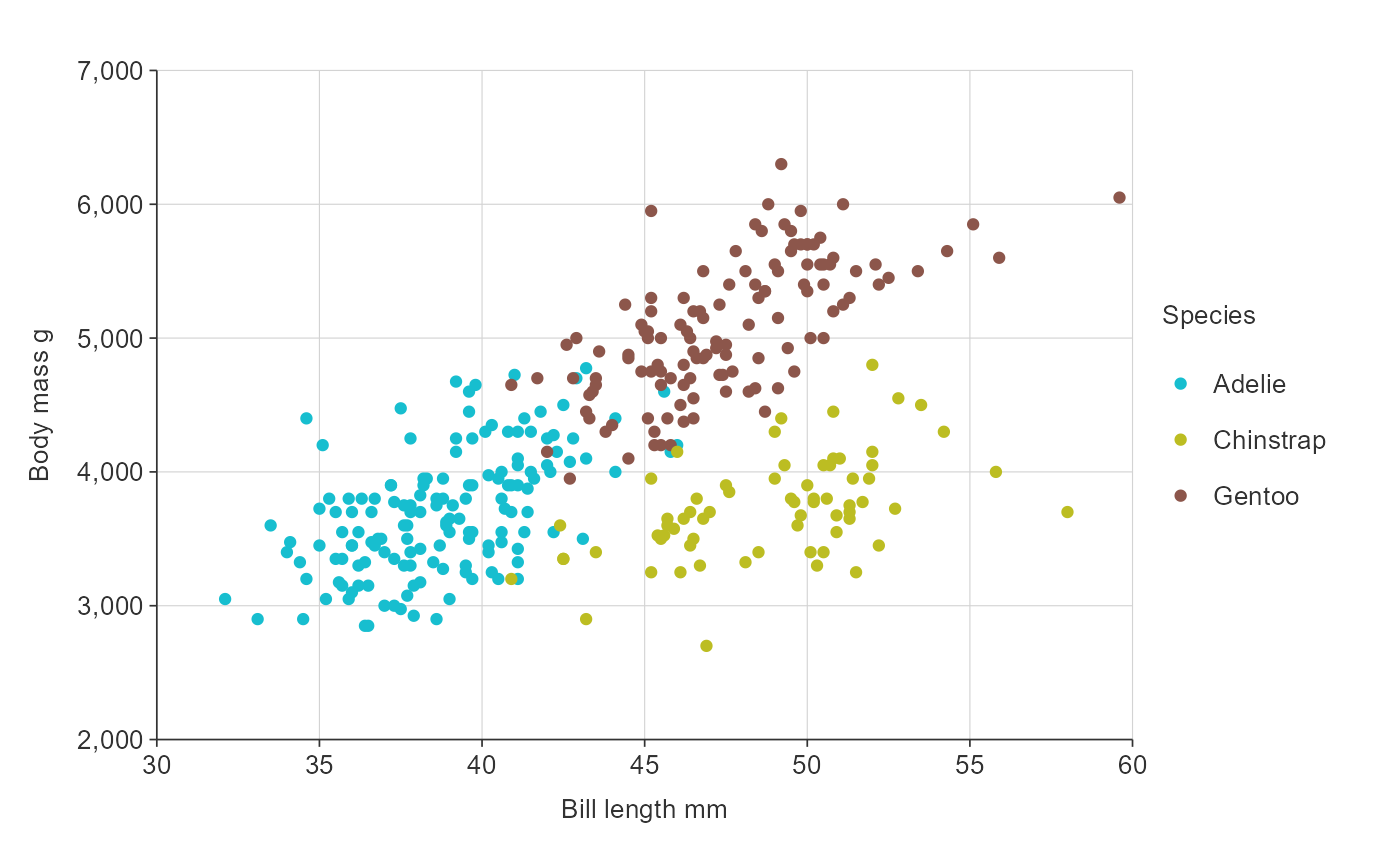 7,000
6,000
5,000
4,000
3,000
2,000
30 35 40 45 50 55 60
Body mass g
Bill length mm
Species
Adelie
Chinstrap
Gentoo